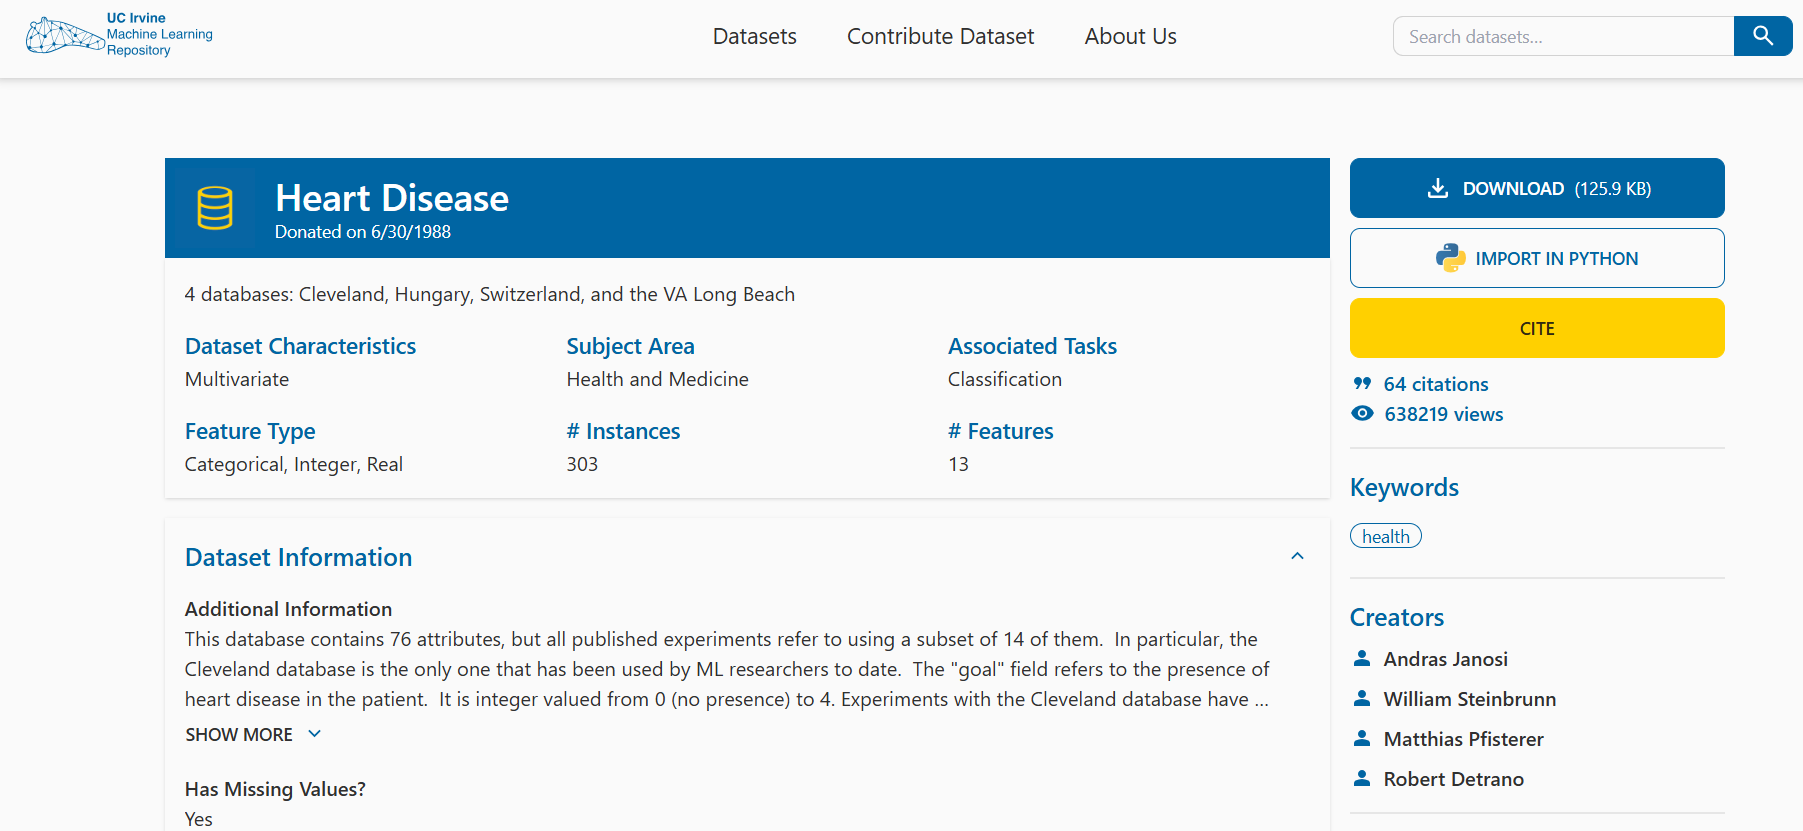 UC Irvine
Machine Learning
Repository
Datasets
Contribute Dataset
About Us
Search datasets...
Heart Disease
Donated on 6/30/1988
4 databases: Cleveland, Hungary, Switzerland, and the VA Long Beach
Dataset Characteristics
Multivariate
Subject Area
Health and Medicine
Associated Tasks
Classification
Feature Type
Categorical, Integer, Real
# Instances
303
# Features
13
Dataset Information
Additional Information
This database contains 76 attributes, but all published experiments refer to using a subset of 14 of them.  In particular, the
Cleveland database is the only one that has been used by ML researchers to date.  The "goal" field refers to the presence of
heart disease in the patient.  It is integer valued from 0 (no presence) to 4. Experiments with the Cleveland database have ...
SHOW MORE
Has Missing Values?
Yes
DOWNLOAD (125.9 KB)
IMPORT IN PYTHON
CITE
64 citations
638219 views
Keywords
health
Creators
Andras Janosi
William Steinbrunn
Matthias Pfisterer
Robert Detrano